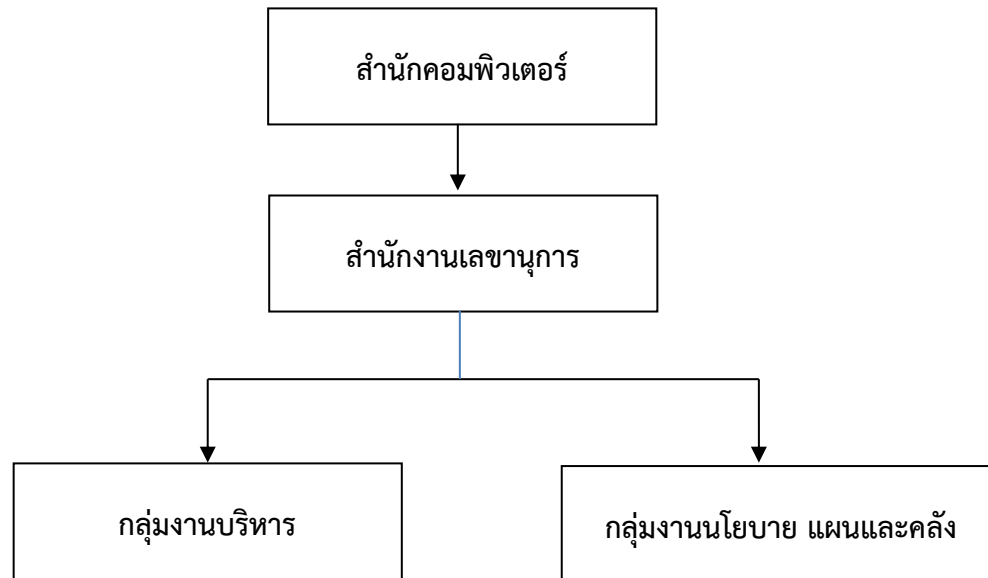 สำนักคอมพิวเตอร์
สำนักงานเลขานุการ
กลุ่มงานบริหาร
กลุ่มงานนโยบาย แผนและคลัง